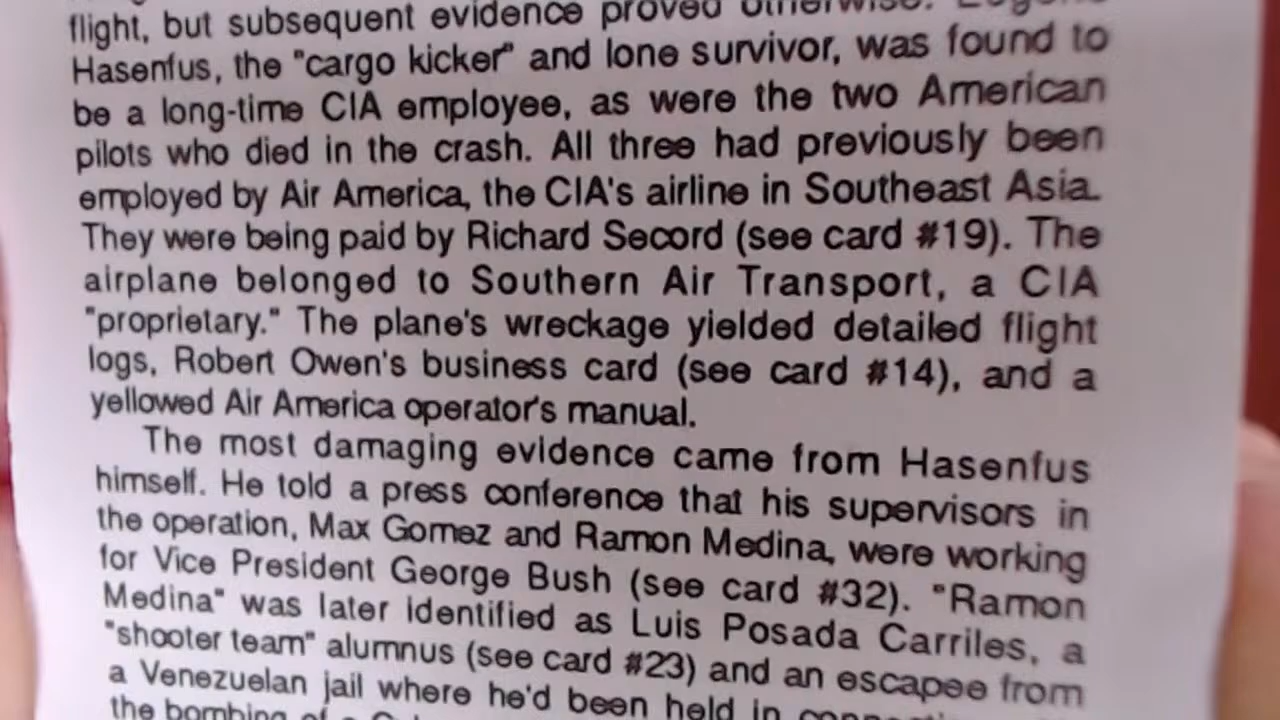 flight, but subsequent evidence proved otherwise. Eugene
Hasenfus, the "cargo kicker" and lone survivor, was found to
be a long-time CIA employee, as were the two American
pilots who died in the crash. All three had previously been
employed by Air America, the CIA's airline in Southeast Asia.
They were being paid by Richard Secord (see card #19). The
airplane belonged to Southern Air Transport, a CIA
"proprietary." The plane's wreckage yielded detailed flight
logs, Robert Owen's business card (see card #14), and a
yellowed Air America operator's manual.
The most damaging evidence came from Hasenfus
himself. He told a press conference that his supervisors in
the operation, Max Gomez and Ramon Medina, were working
for Vice President George Bush (see card #32). "Ramon
Medina" was later identified as Luis Posada Carriles, a
"shooter team" alumnus (see card #23) and an escapee from
a Venezuelan jail where he'd been held in
the bombing of a